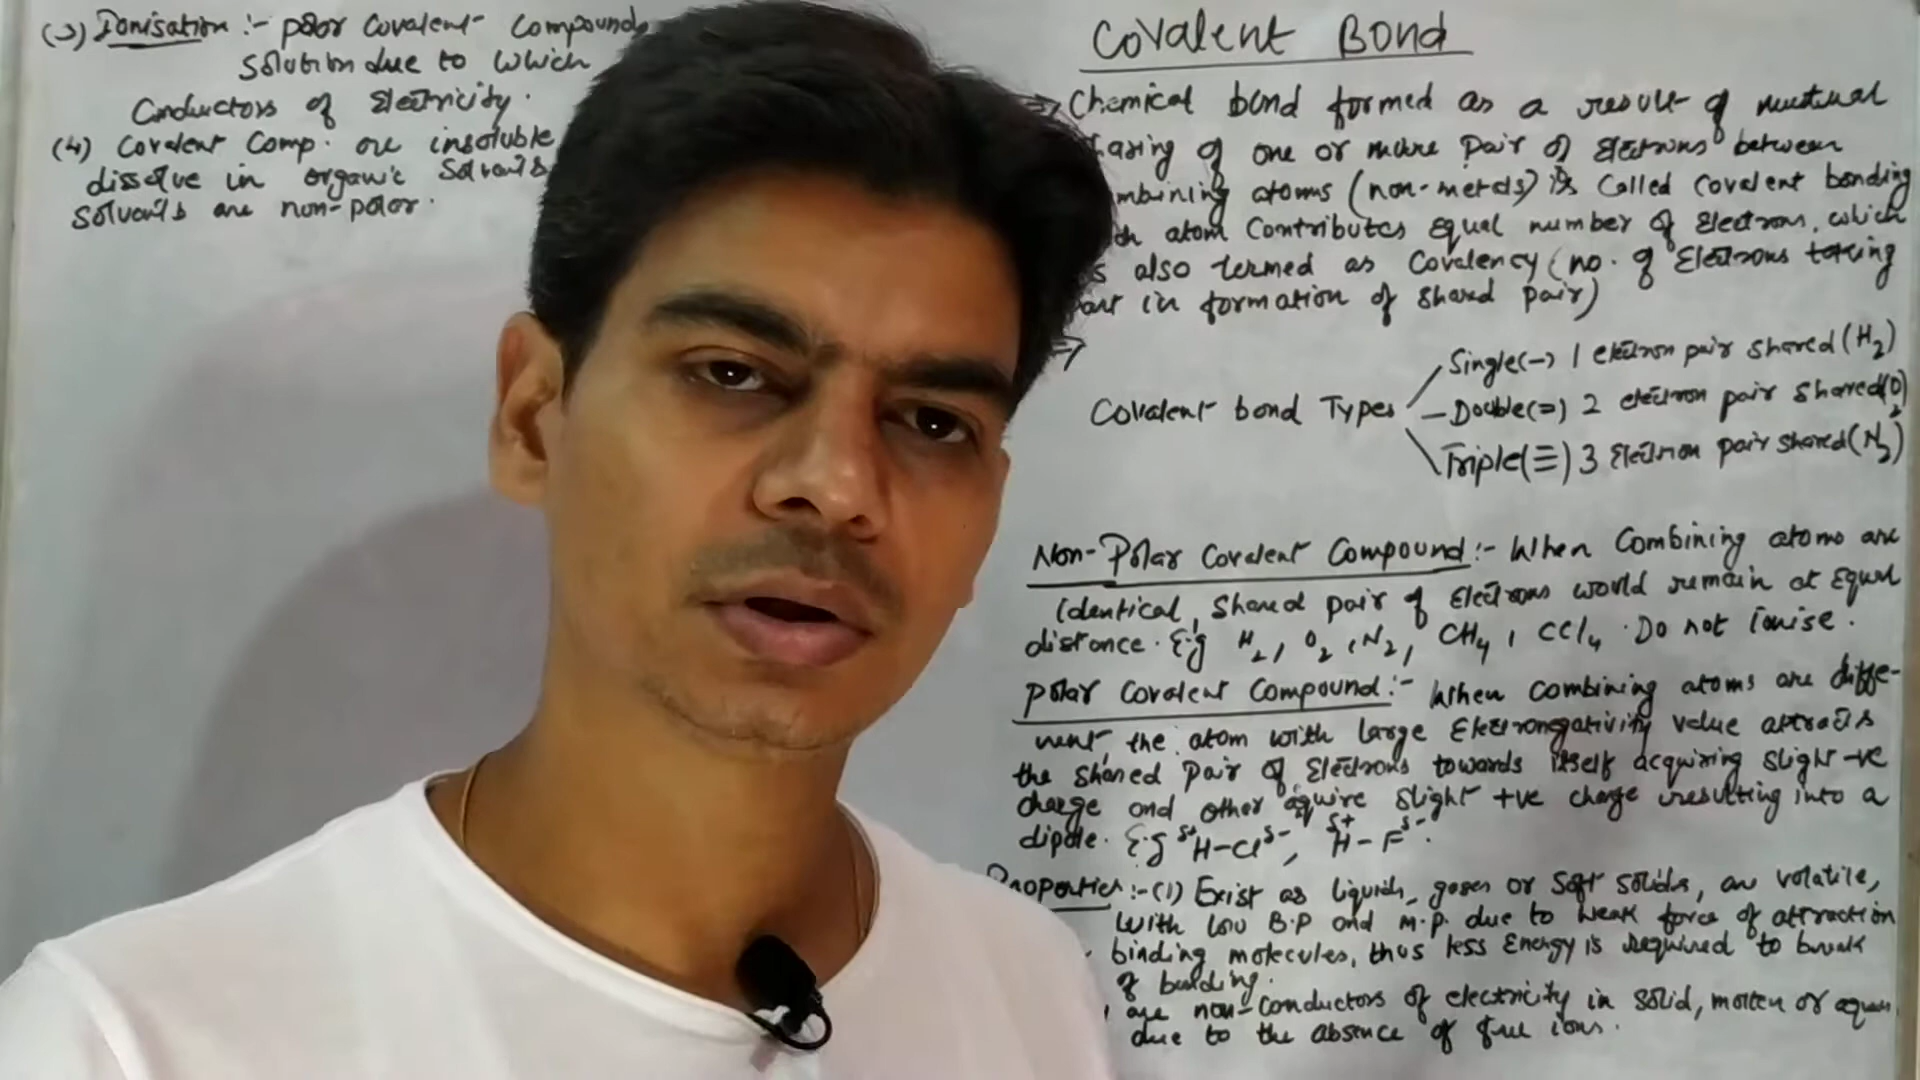 (3) Ionisation :- polar covalent compounds
solution due to which
Conductors of Electricity.
(4) Covalent Comp. are insoluble
dissolve in organic solvents
solvents are non-polar.
Covalent Bond
⇒ Chemical bond formed as a result of mutual
haring of one or more pair of Electrons between
mbining atoms (non-metals) is Called Covalent bonding
ch atom contributes equal number of Electrons, which
s also termed as Covalency (no. of Electrons taking
art in formation of shared pair)
⇒
Single(-) 1 electron pair shared (H2)
Covalent bond Types
Double(=) 2 electron pair shared (O2)
Triple(≡) 3 Electron pair shared (N2)
Non-Polar Covalent Compound :- When Combining atoms are
identical, shared pair of Electrons would remain at Equal
distance. E.g H2, O2, N2, CH4, CCl4. Do not ionise.
Polar Covalent Compound :- When combining atoms are diffe-
rent, the atom with large Electronegativity value attracts
the shared pair of Electrons towards itself acquiring slight -ve
charge and other aquire slight +ve charge resulting into a
dipole. E.g δ+H-Clδ-, δ+H-Fδ-.
Properties :- (1) Exist as liquids, gases or soft solids, are volatile,
with low B.P and M.P. due to weak force of attraction
binding molecules, thus less Energy is required to break
of bonding.
are non-conductors of electricity in solid, molten or aqueou
due to the absence of free ions.